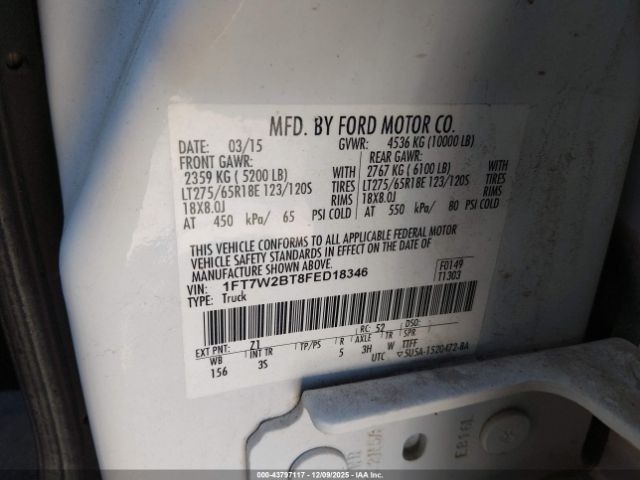 MFD. BY FORD MOTOR CO.
DATE: 03/15 GVWR: 4536 KG (10000 LB)
FRONT GAWR: REAR GAWR:
2359 KG ( 5200 LB) WITH 2767 KG ( 6100 LB) WITH
LT275/65R18E 123/120S TIRES LT275/65R18E 123/120S TIRES
18X8.0J RIMS 18X8.0J RIMS
AT 450 kPa/ 65 PSI COLD AT 550 kPa/ 80 PSI COLD
THIS VEHICLE CONFORMS TO ALL APPLICABLE FEDERAL MOTOR
VEHICLE SAFETY STANDARDS IN EFFECT ON THE DATE OF
MANUFACTURE SHOWN ABOVE.
VIN: 1FT7W2BT8FED18346 F0149
TYPE: Truck T1303
EXT PNT: Z1 RC: 52 DSO:
WB INT TR TP/PS R AXLE TR SPR
156 3S 5 3H W TTFF
UTC ▽5U5A-1520472-BA
E816L
# 43797117 - 12/09/2025 - IAAI Copart